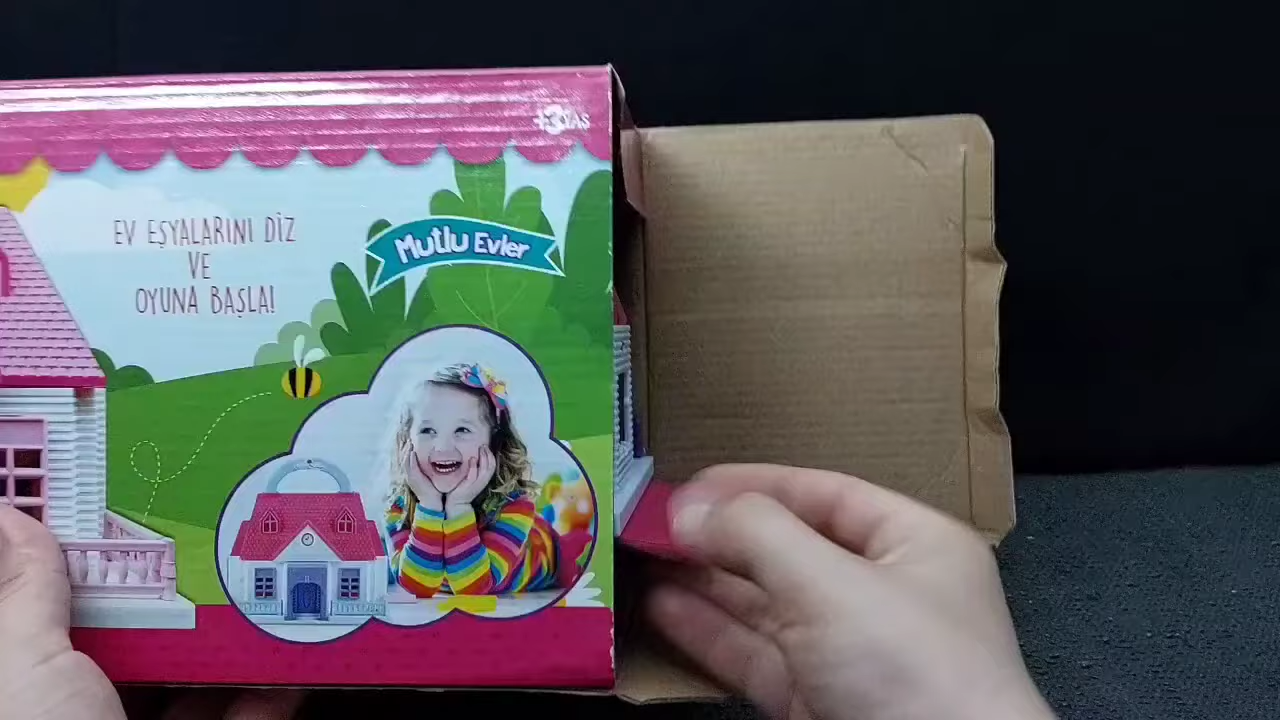 +3 YAŞ
EV EŞYALARINI DİZ
VE
OYUNA BAŞLA!
Mutlu Evler